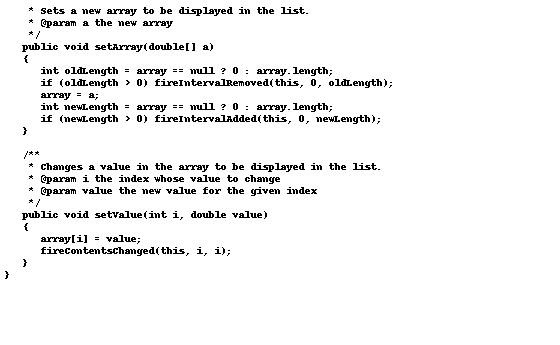 * Sets a new array to be displayed in the list.
* @param a the new array
*/
public void setArray(double[] a)
{
int oldLength = array == null ? 0 : array.length;
if (oldLength > 0) fireIntervalRemoved(this, 0, oldLength);
array = a;
int newLength = array == null ? 0 : array.length;
if (newLength > 0) fireIntervalAdded(this, 0, newLength);
}
/**
* Changes a value in the array to be displayed in the list.
* @param i the index whose value to change
* @param value the new value for the given index
*/
public void setValue(int i, double value)
{
array[i] = value;
fireContentsChanged(this, i, i);
}
}